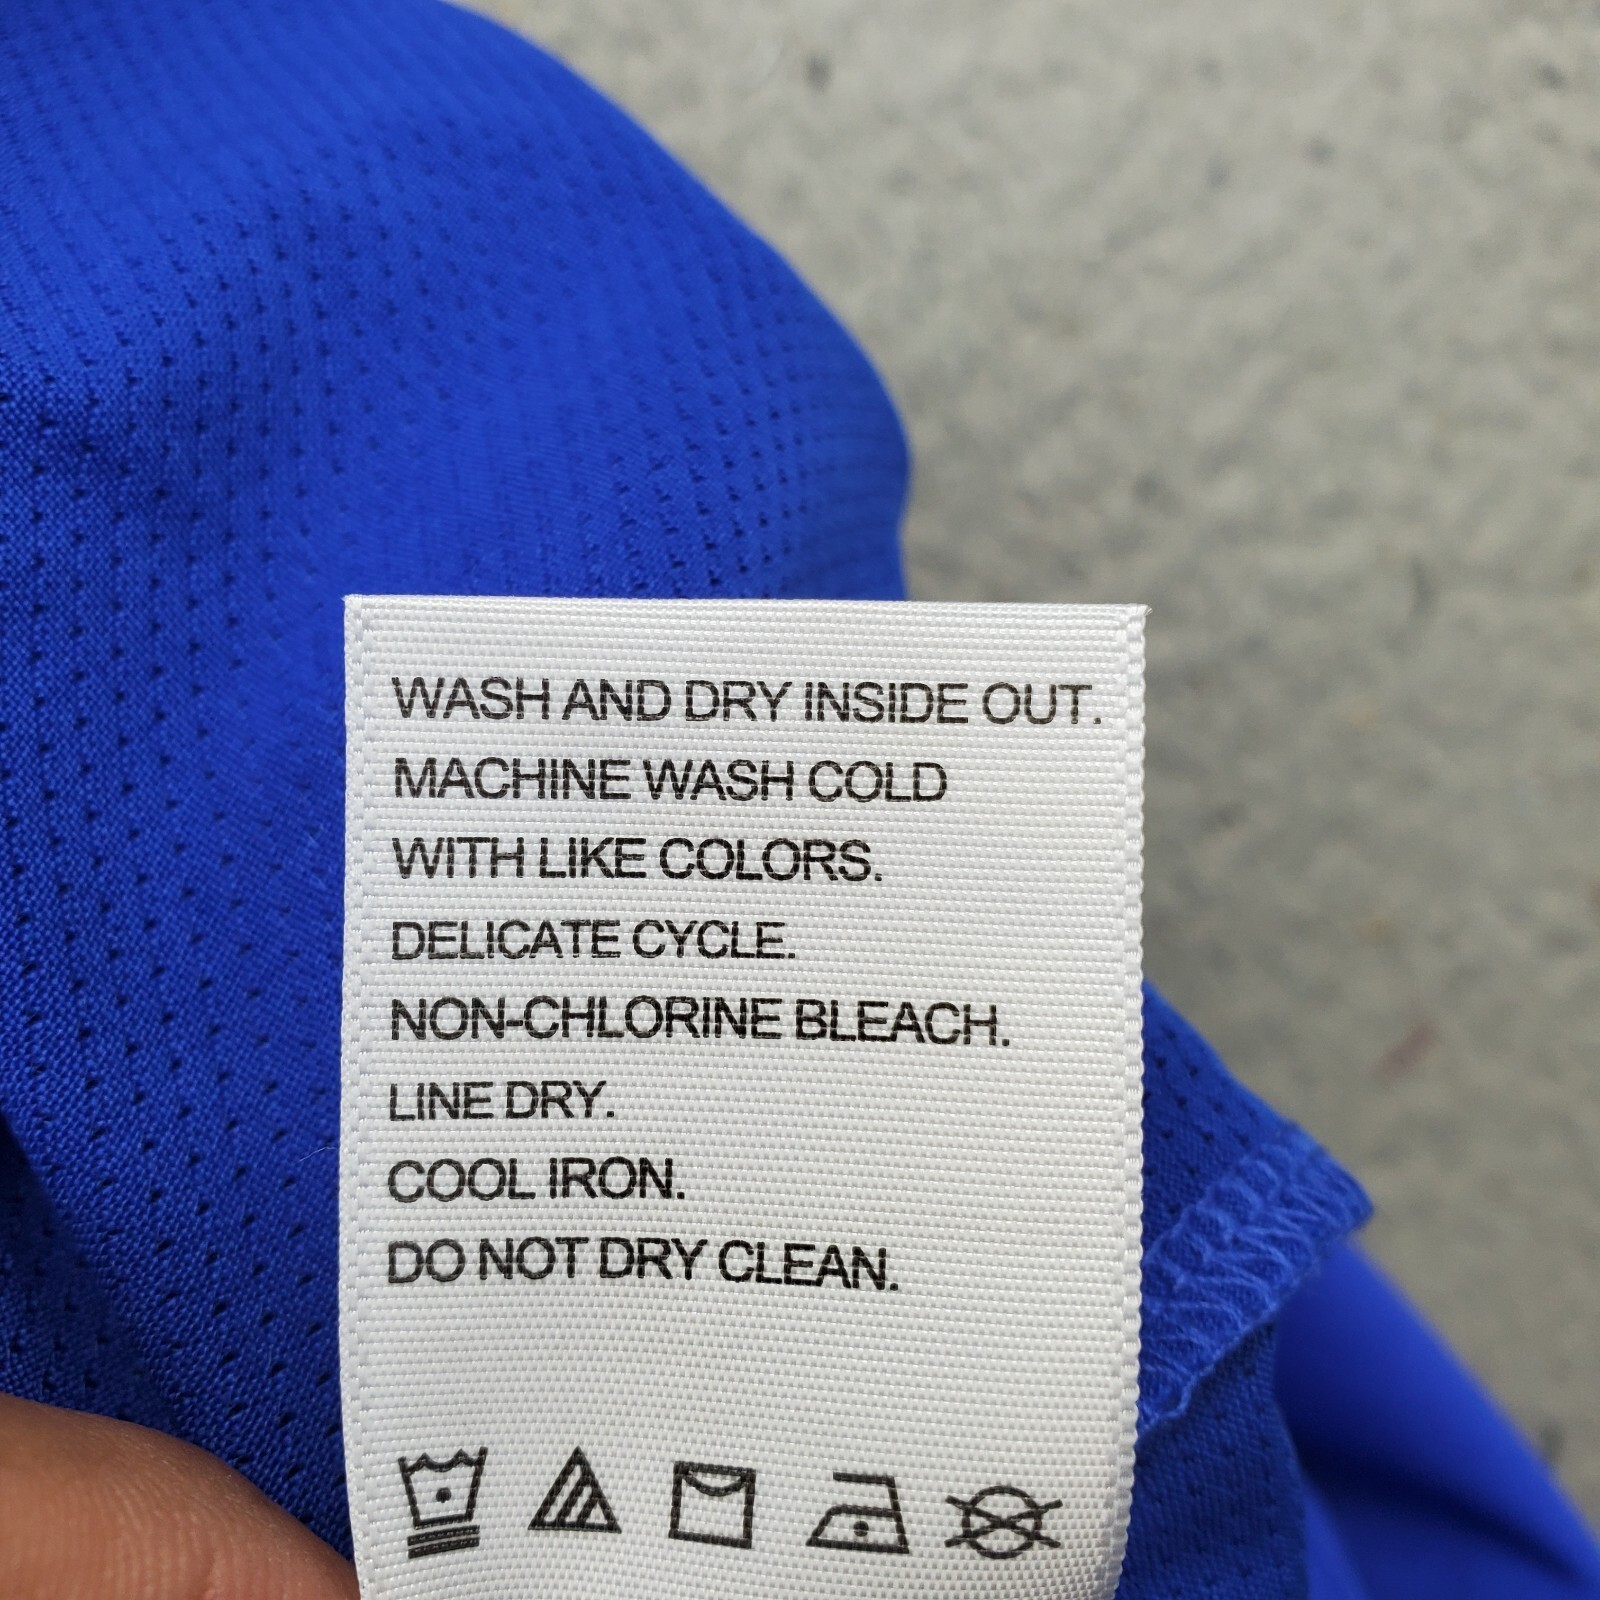 WASH AND DRY INSIDE OUT.
MACHINE WASH COLD
WITH LIKE COLORS.
DELICATE CYCLE.
NON-CHLORINE BLEACH.
LINE DRY.
COOL IRON.
DO NOT DRY CLEAN.